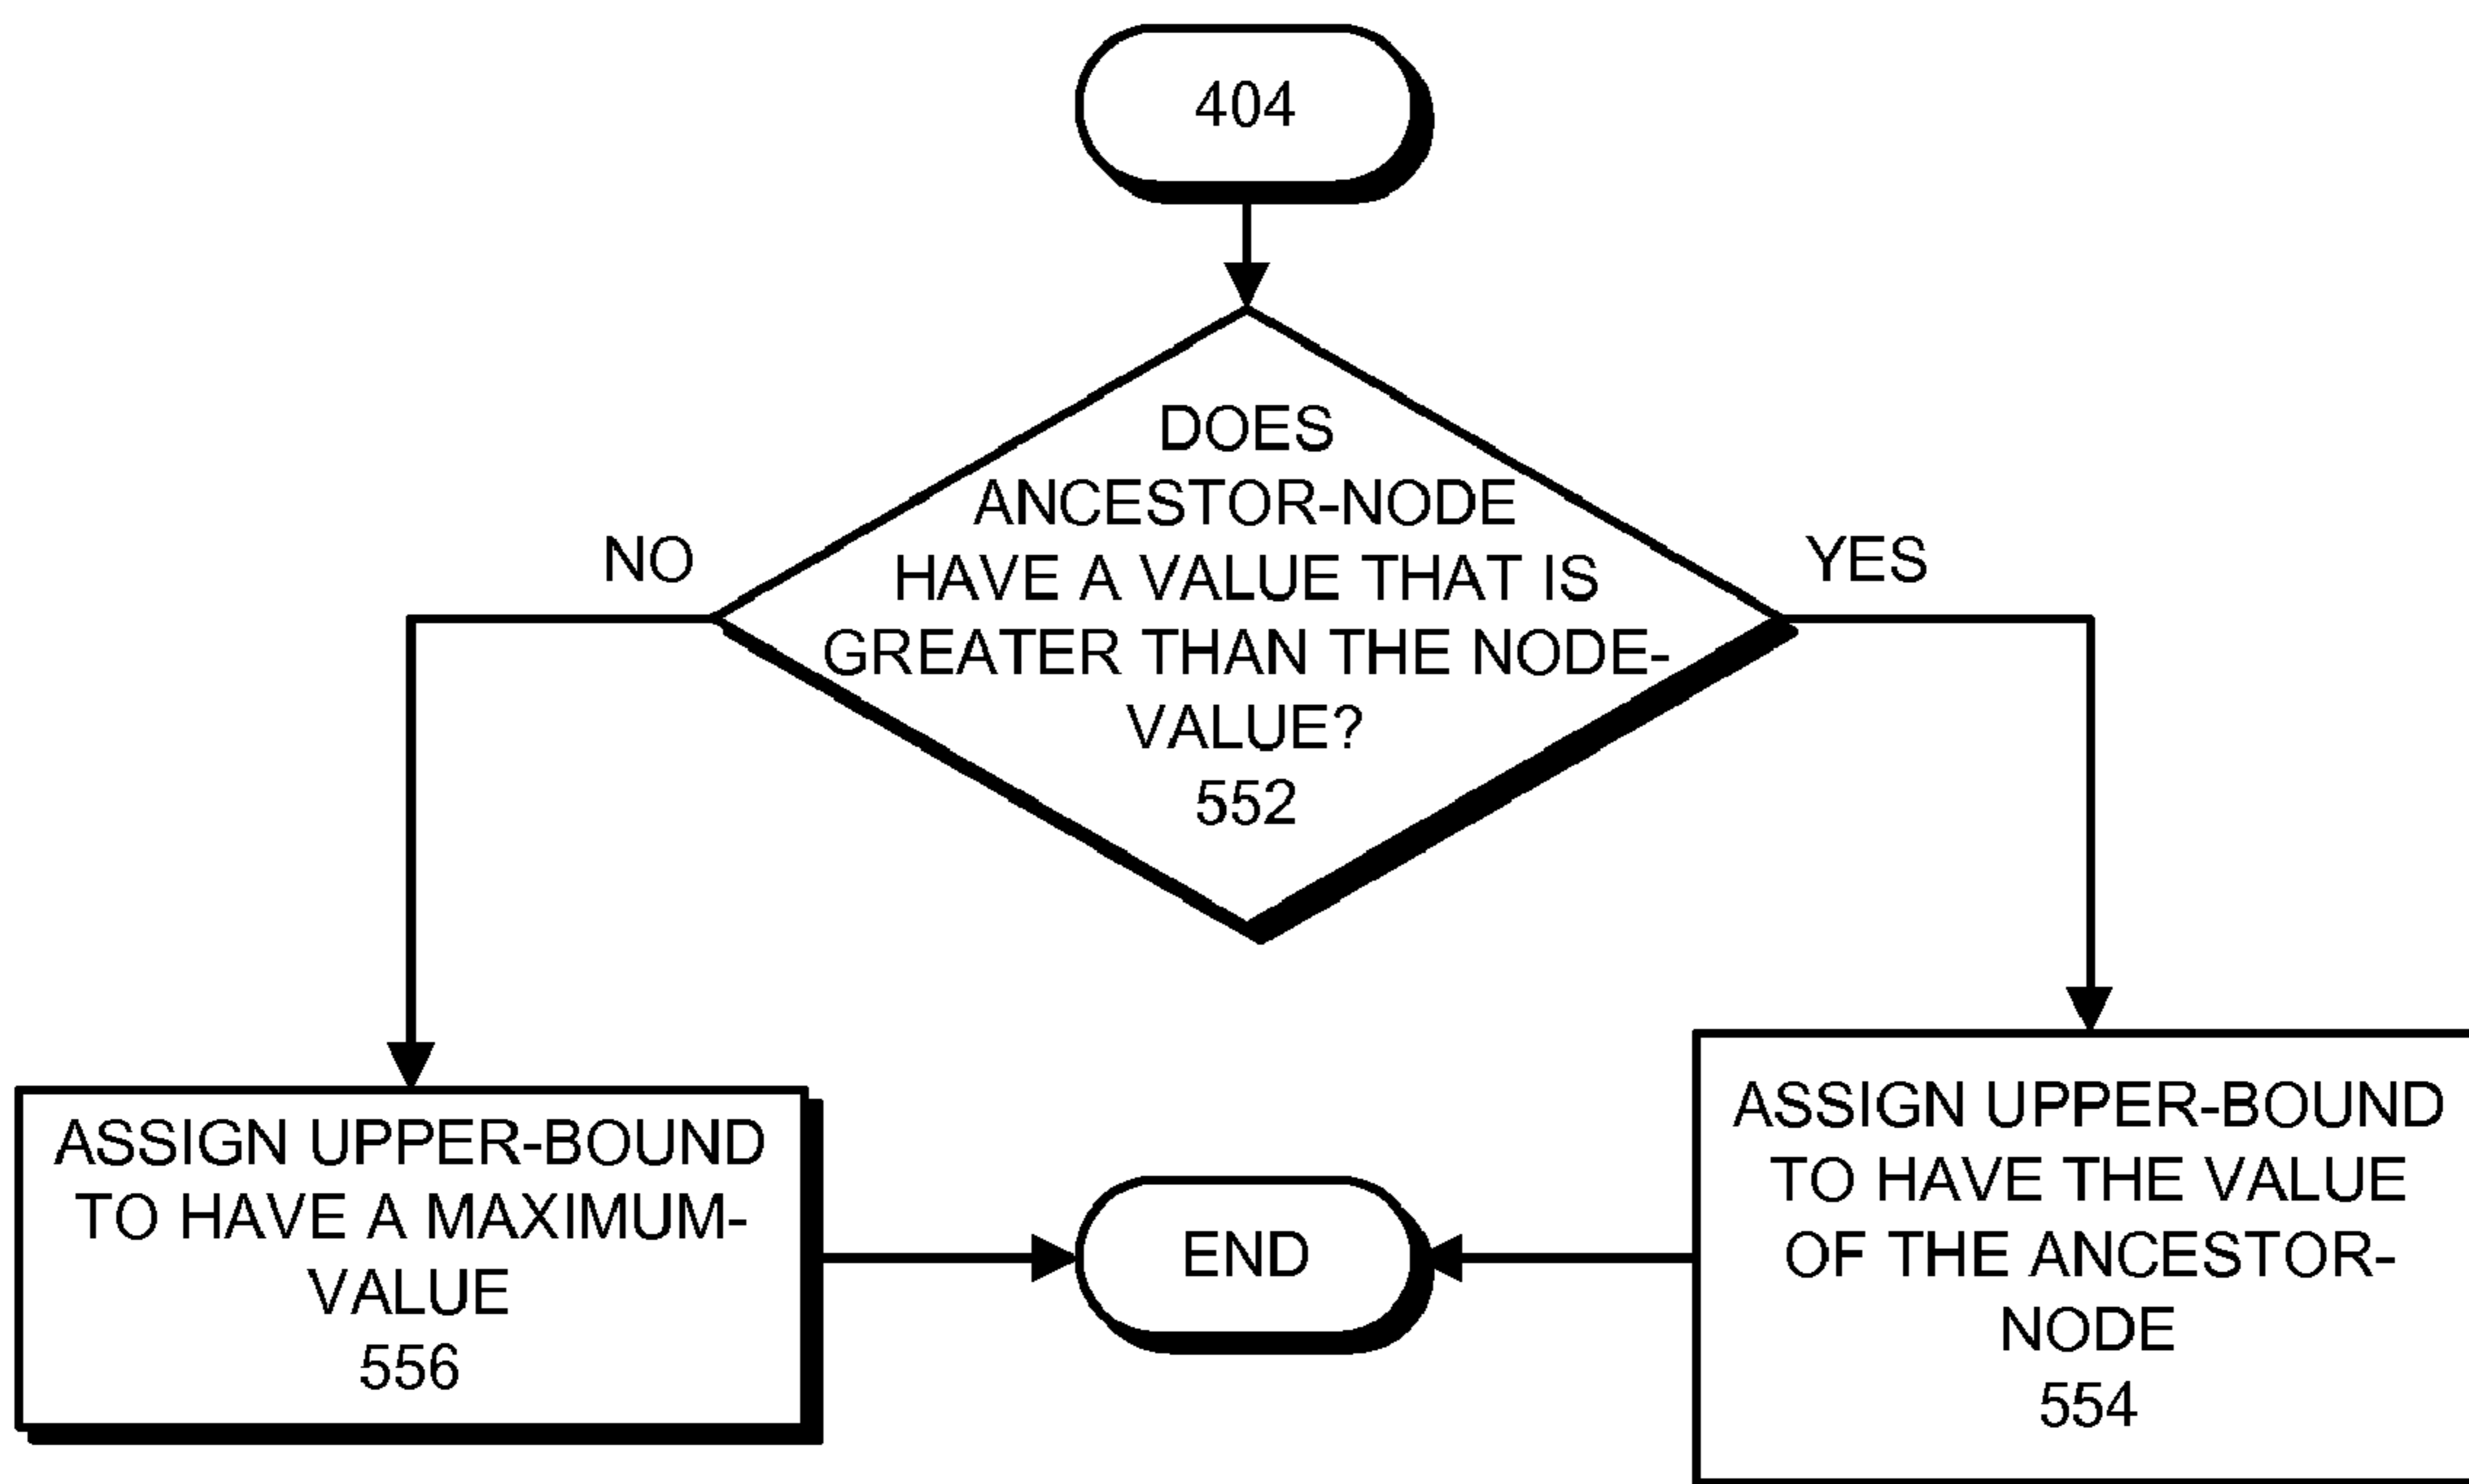 404
DOES
ANCESTOR-NODE
HAVE A VALUE THAT IS
GREATER THAN THE NODE-
VALUE?
552
NO
YES
ASSIGN UPPER-BOUND
TO HAVE A MAXIMUM-
VALUE
556
END
ASSIGN UPPER-BOUND
TO HAVE THE VALUE
OF THE ANCESTOR-
NODE
554